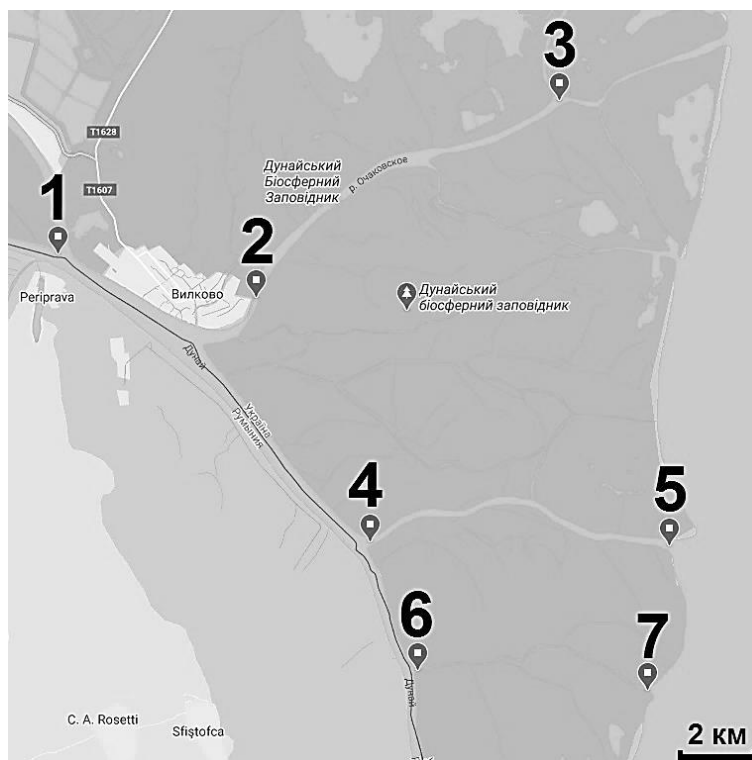 3
T1628
Дунайський
Біосферний
Заповідник
р. Очаковское
T1607
1
2
Periprava
Вилково
Дунайський
біосферний заповідник
Дунай
Україна
Румыния
4
5
6
7
Дунай
C. A. Rosetti
Sfiștofca
2 км